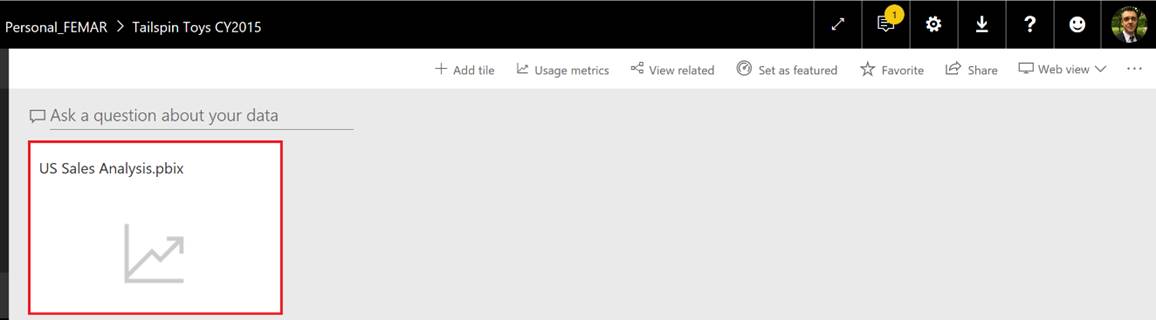 Personal_FEMAR > Tailspin Toys CY2015
1
?
+ Add tile
Usage metrics
View related
Set as featured
Favorite
Share
Web view
...
Ask a question about your data
US Sales Analysis.pbix